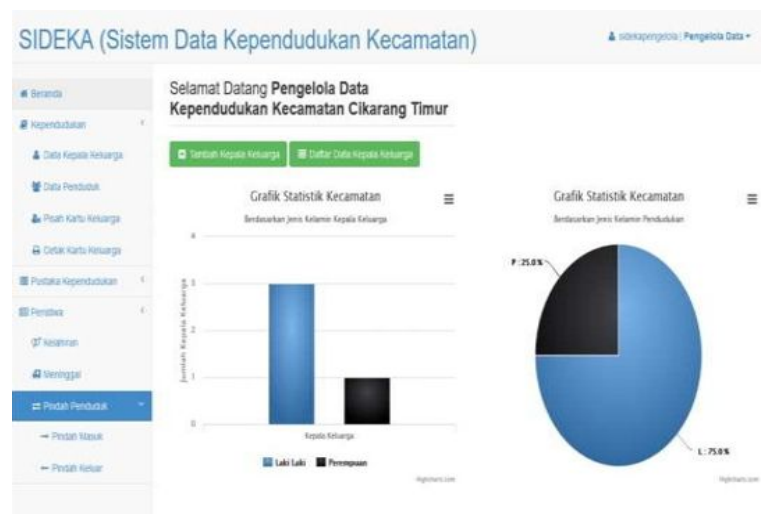 SIDEKA (Sistem Data Kependudukan Kecamatan)
sidekapengelola | Pengelola Data
Beranda
Kependudukan
Data Kepala Keluarga
Data Penduduk
Pisah Kartu Keluarga
Cetak Kartu Keluarga
Pustaka Kependudukan
Peristiwa
Kelahiran
Meninggal
Pindah Penduduk
Pindah Masuk
Pindah Keluar
Selamat Datang Pengelola Data
Kependudukan Kecamatan Cikarang Timur
Tambah Kepala Keluarga
Daftar Data Kepala Keluarga
Grafik Statistik Kecamatan
Berdasarkan Jenis Kelamin Kepala Keluarga
Jumlah Kepala Keluarga
4
3
2
1
0
Kepala Keluarga
Laki Laki Perempuan
Highcharts.com
Grafik Statistik Kecamatan
Berdasarkan Jenis Kelamin Pendudukan
P : 25.0 %
L : 75.0 %
Highcharts.com